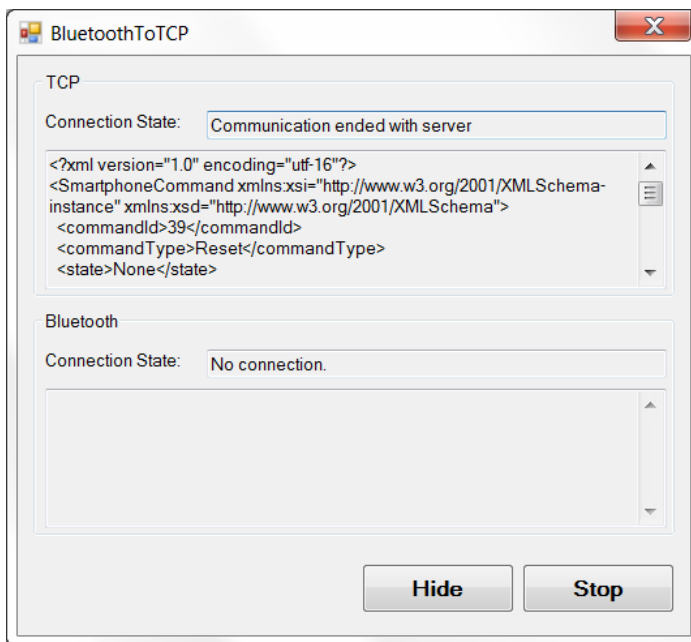 BluetoothToTCP
TCP
Connection State: Communication ended with server
<?xml version="1.0" encoding="utf-16"?>
<SmartphoneCommand xmlns:xsi="http://www.w3.org/2001/XMLSchema-
instance" xmlns:xsd="http://www.w3.org/2001/XMLSchema">
<commandId>39</commandId>
<commandType>Reset</commandType>
<state>None</state>
Bluetooth
Connection State: No connection.
Hide Stop